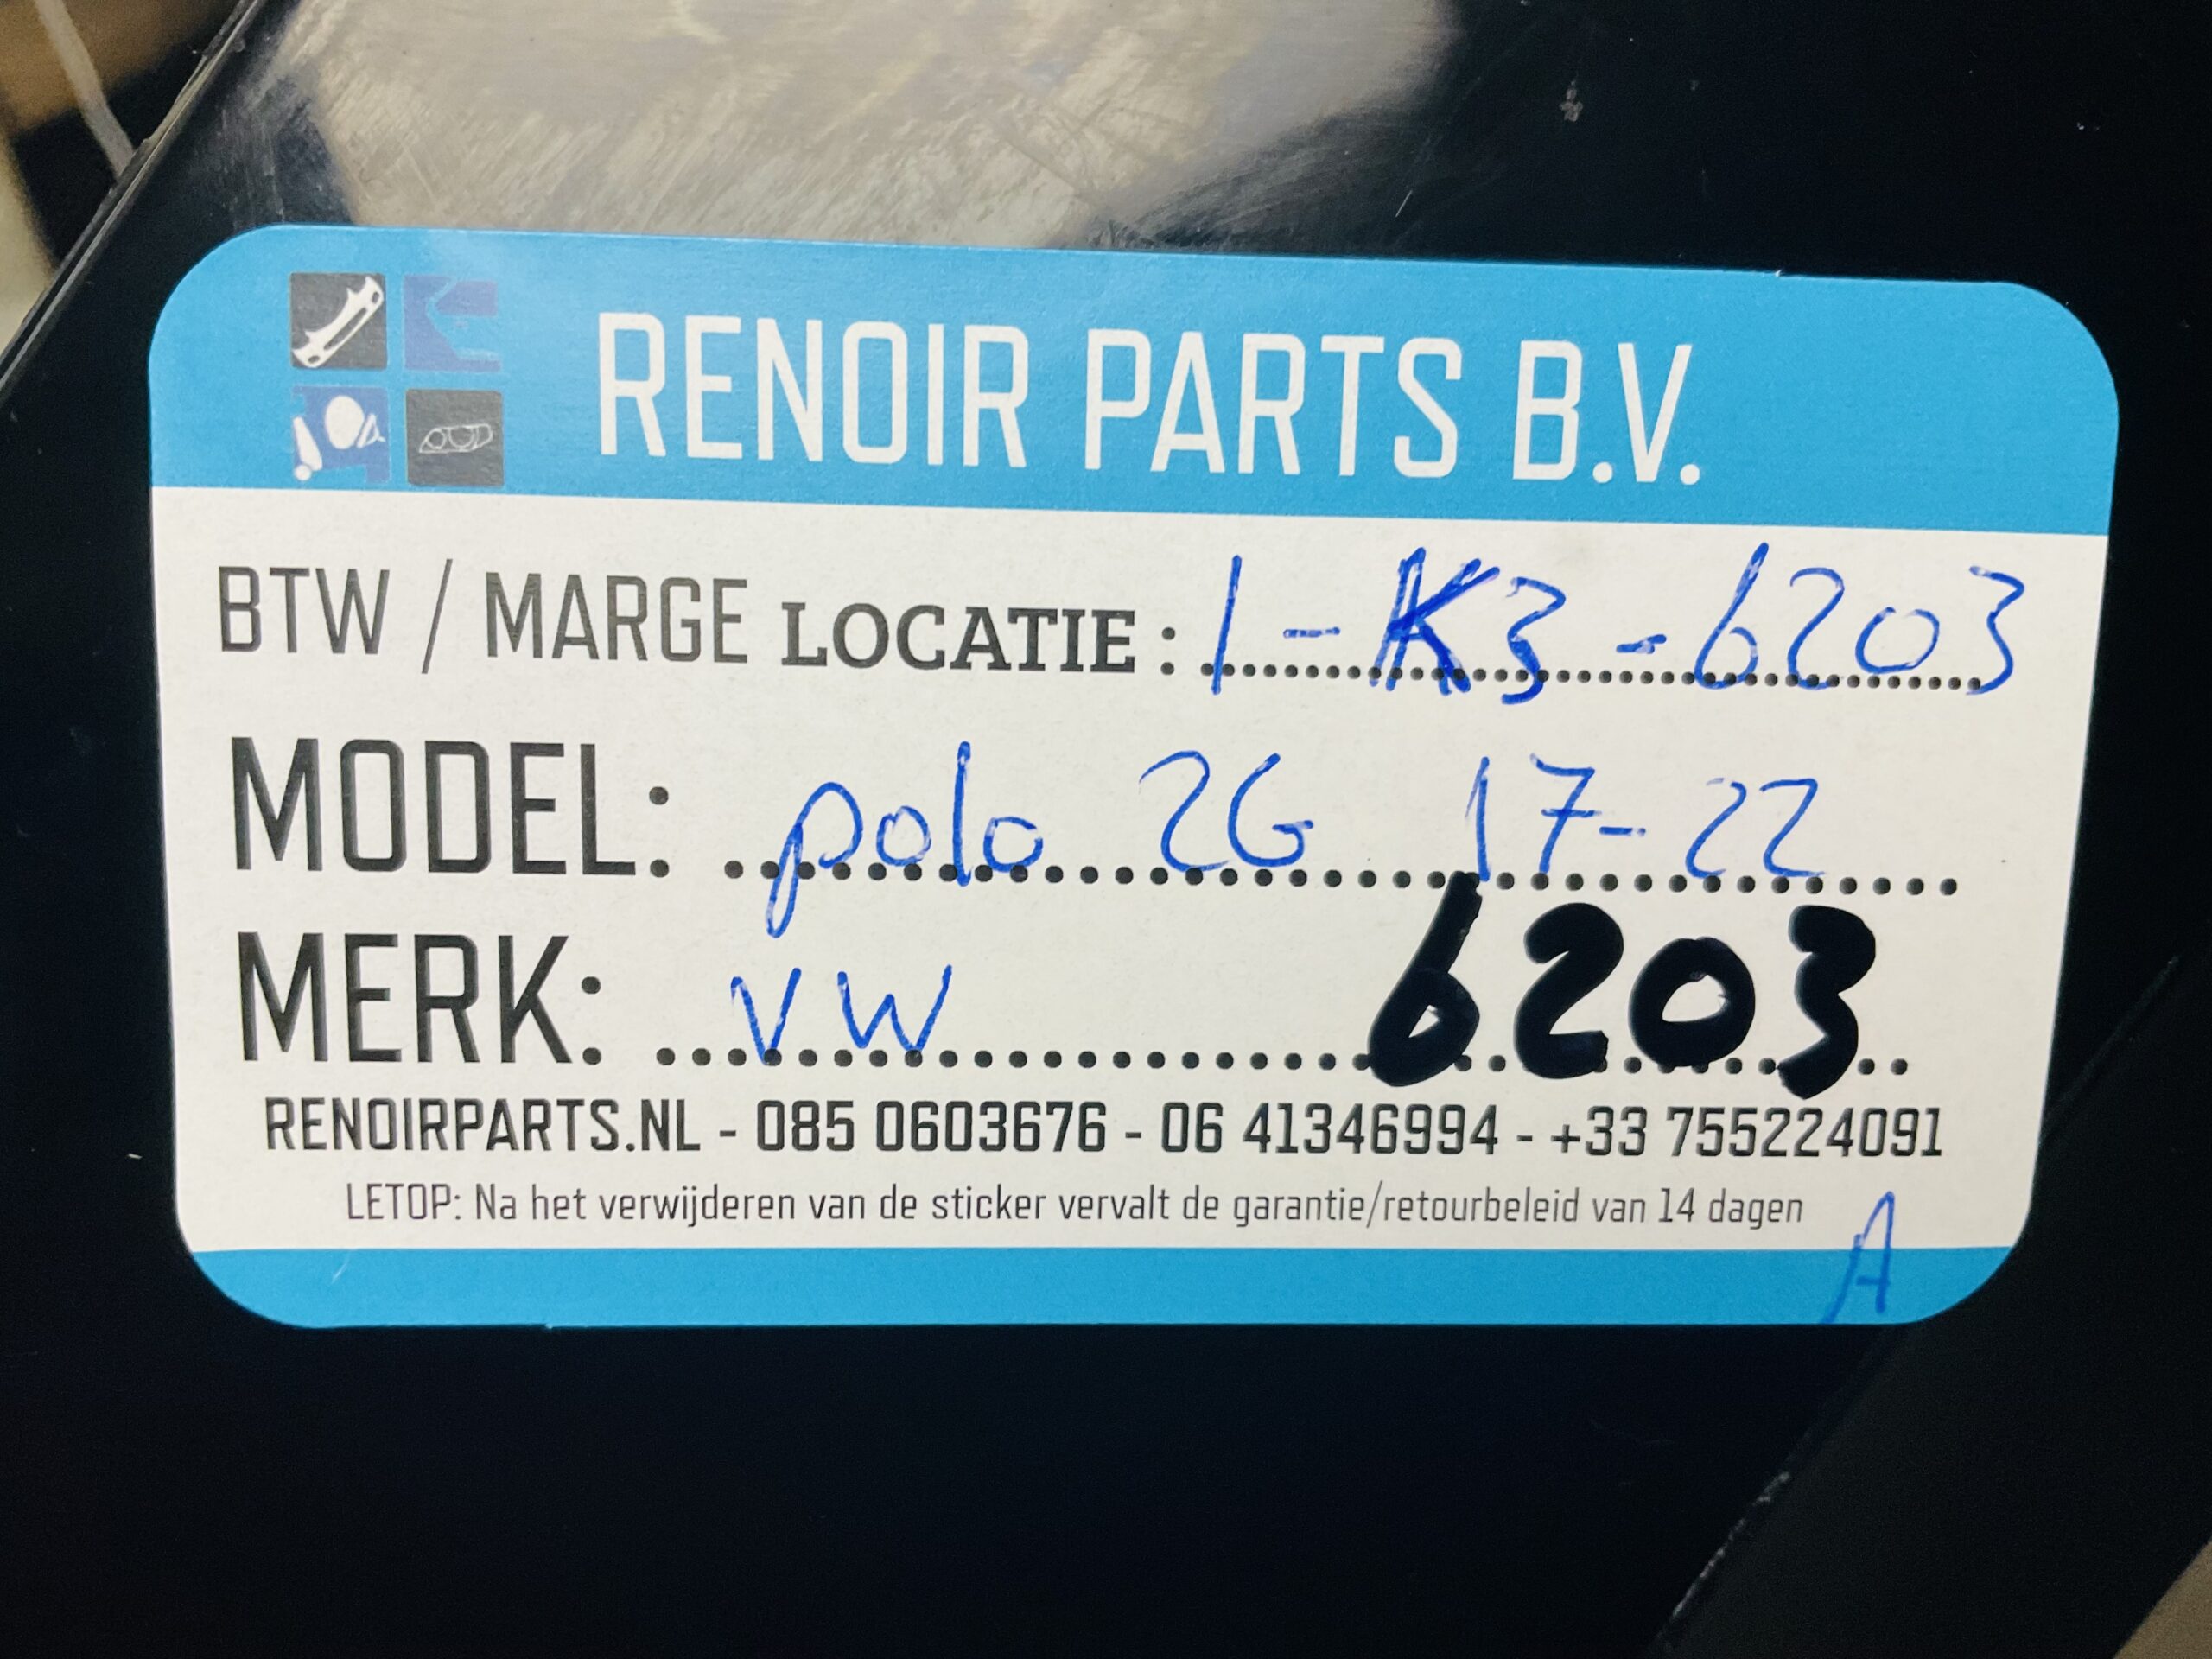 RENOIR PARTS B.V.
BTW / MARGE LOCATIE : 1-K3-6203
MODEL: polo 2G 17-22
MERK: VW 6203
RENOIRPARTS.NL - 085 0603676 - 06 41346994 - +33 755224091
LETOP: Na het verwijderen van de sticker vervalt de garantie/retourbeleid van 14 dagen
A